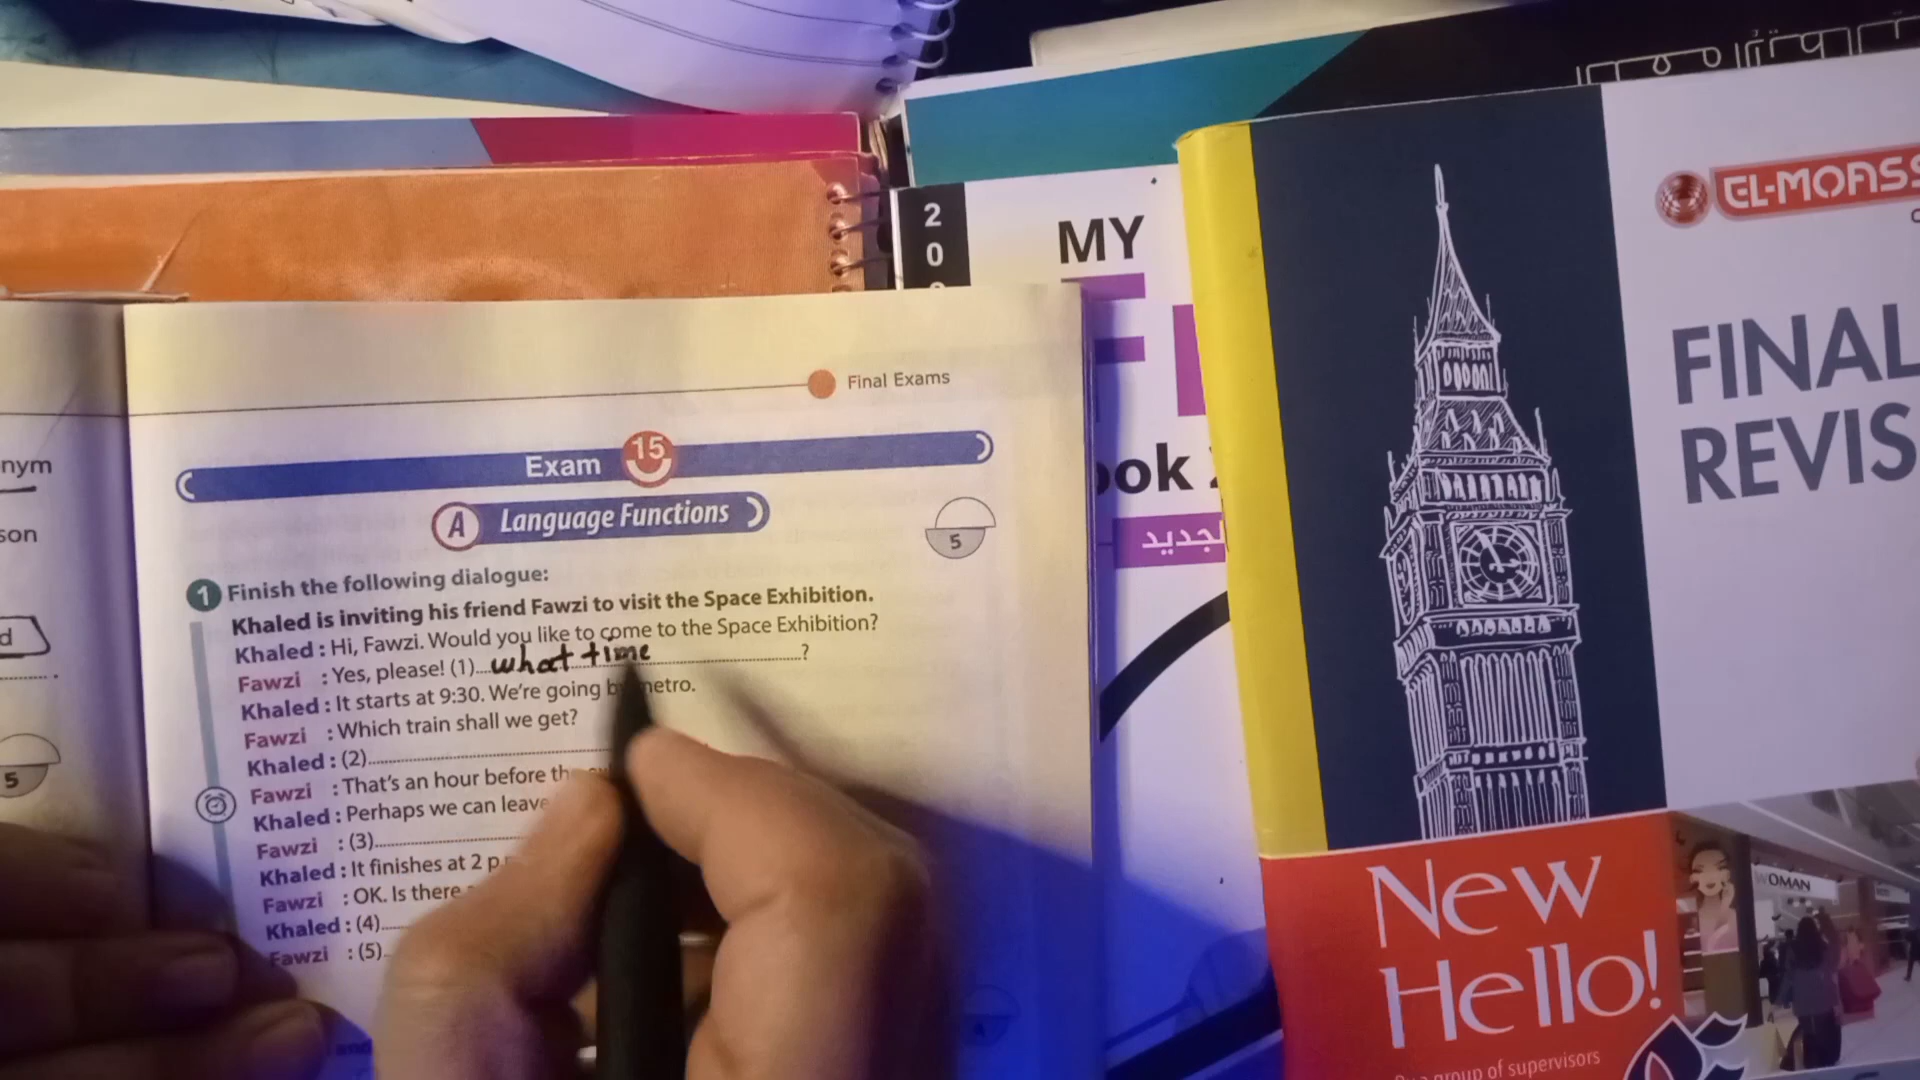 2
0
MY
ook
لجديد
EL-MOASS
FINAL
REVIS
New
Hello!
group of supervisors
WOMAN
nym
son
d
5
Final Exams
Exam 15
A Language Functions
5
1 Finish the following dialogue:
Khaled is inviting his friend Fawzi to visit the Space Exhibition.
Khaled : Hi, Fawzi. Would you like to come to the Space Exhibition?
Fawzi : Yes, please! (1) what time ?
Khaled : It starts at 9:30. We're going by metro.
Fawzi : Which train shall we get?
Khaled : (2)
Fawzi : That's an hour before th
Khaled : Perhaps we can leave
Fawzi : (3)
Khaled : It finishes at 2 p
Fawzi : OK. Is there
Khaled : (4)
Fawzi : (5)